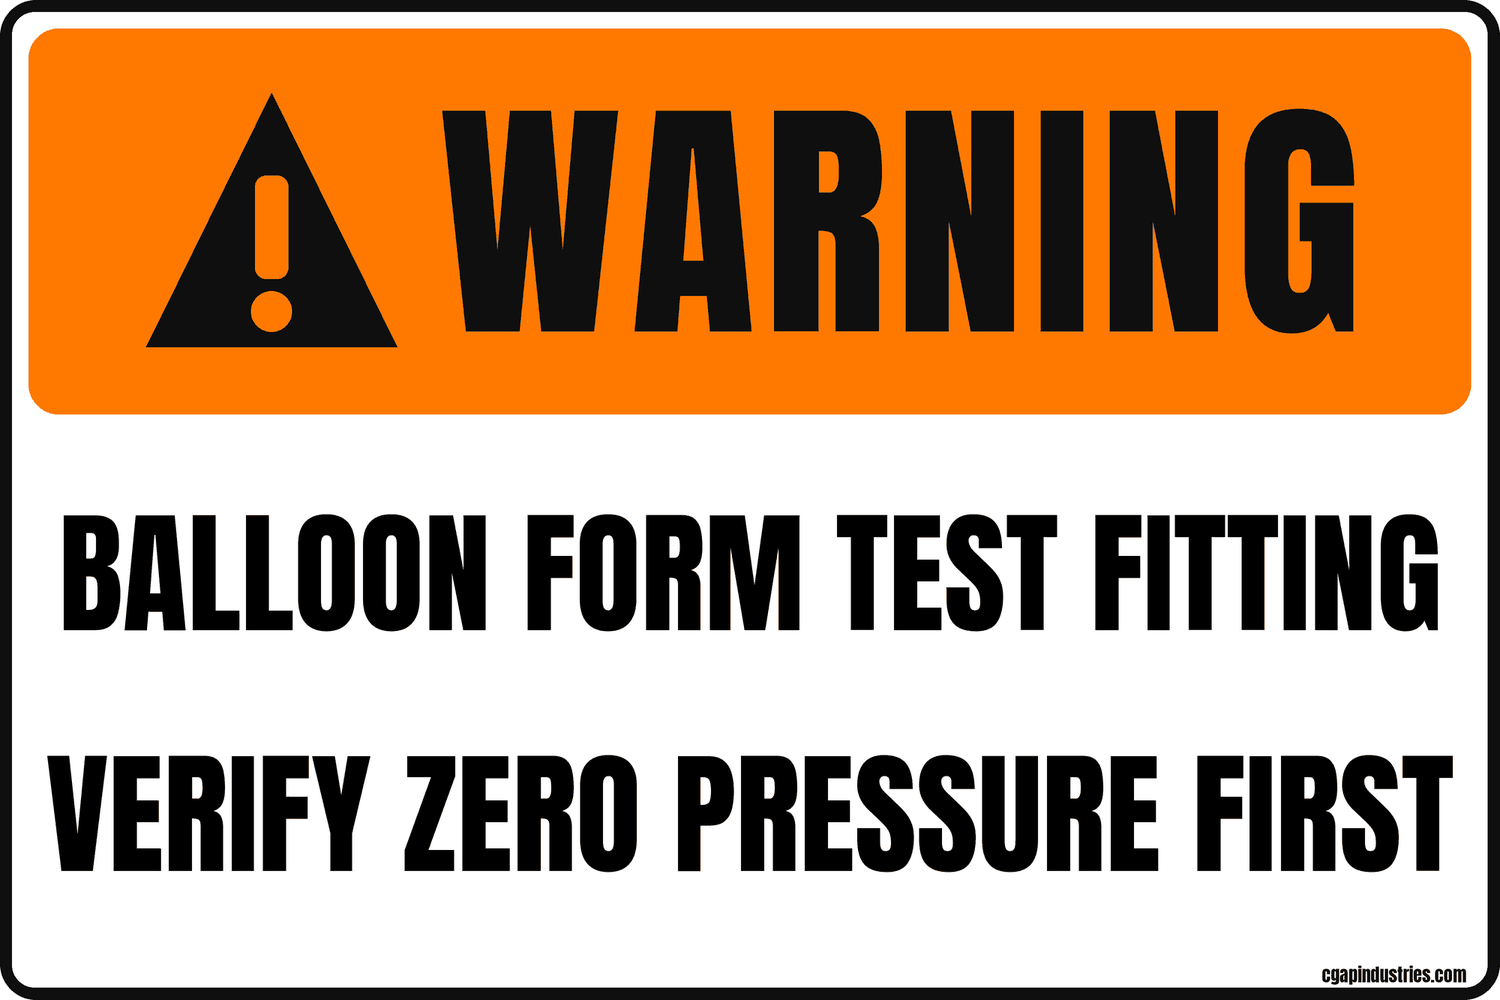 WARNING
BALLOON FORM TEST FITTING
VERIFY ZERO PRESSURE FIRST
cgapindustries.com